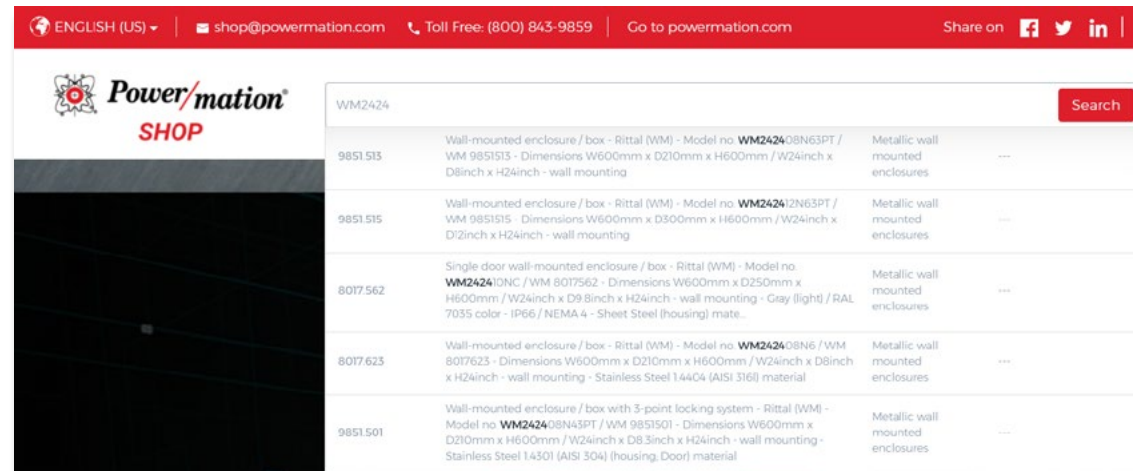 ENGLISH (US) shop@powermation.com Toll Free: (800) 843-9859 Go to powermation.com Share on
Power/mation®
SHOP
WM2424 Search
9851.513
Wall-mounted enclosure / box - Rittal (WM) - Model no. WM242408N63PT /
WM 9851513 - Dimensions W600mm x D210mm x H600mm / W24inch x
D8inch x H24inch - wall mounting
Metallic wall
mounted
enclosures
---
9851.515
Wall-mounted enclosure / box - Rittal (WM) - Model no. WM242412N63PT /
WM 9851515 - Dimensions W600mm x D300mm x H600mm / W24inch x
D12inch x H24inch - wall mounting
Metallic wall
mounted
enclosures
---
8017.562
Single door wall-mounted enclosure / box - Rittal (WM) - Model no.
WM242410NC / WM 8017562 - Dimensions W600mm x D250mm x
H600mm / W24inch x D9.8inch x H24inch - wall mounting - Gray (light) / RAL
7035 color - IP66 / NEMA 4 - Sheet Steel (housing) mate...
Metallic wall
mounted
enclosures
---
8017.623
Wall-mounted enclosure / box - Rittal (WM) - Model no. WM242408N6 / WM
8017623 - Dimensions W600mm x D210mm x H600mm / W24inch x D8inch
x H24inch - wall mounting - Stainless Steel 1.4404 (AISI 316l) material
Metallic wall
mounted
enclosures
---
9851.501
Wall-mounted enclosure / box with 3-point locking system - Rittal (WM) -
Model no. WM242408N43PT / WM 9851501 - Dimensions W600mm x
D210mm x H600mm / W24inch x D8.3inch x H24inch - wall mounting -
Stainless Steel 1.4301 (AISI 304) (housing, Door) material
Metallic wall
mounted
enclosures
---